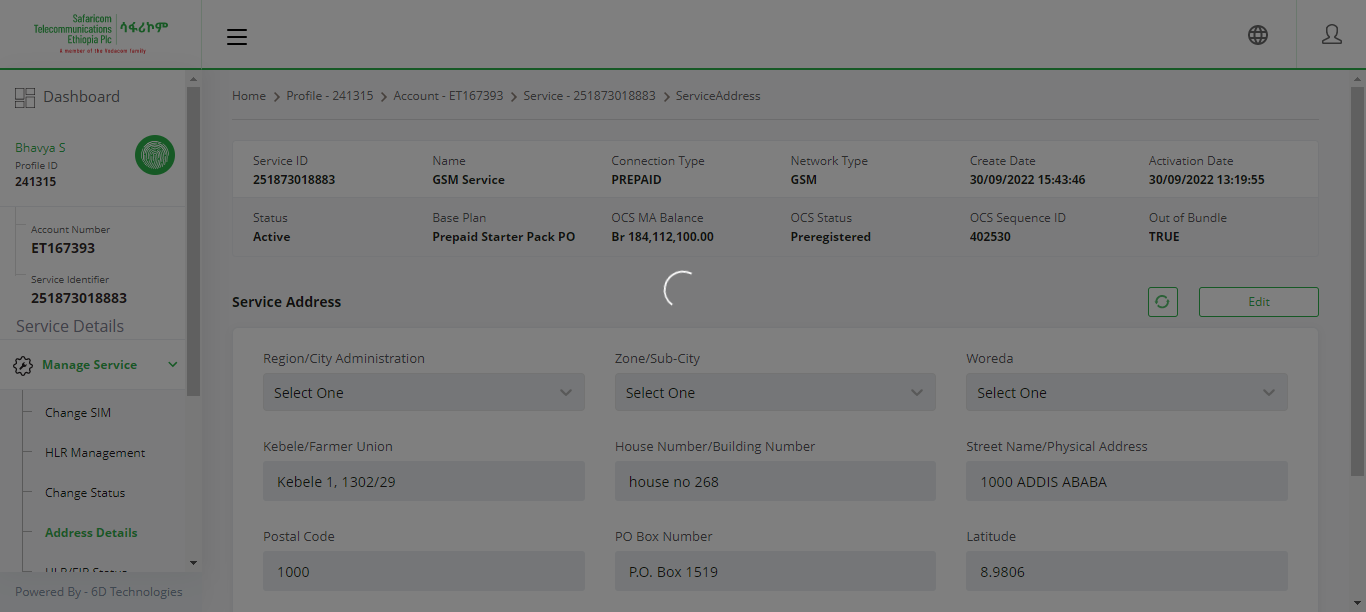 Safaricom
Telecommunications
Ethiopia Plc
ሳፋሪኮም
A member of the Vodacom family
Dashboard
Bhavya S
Profile ID
241315
Account Number
ET167393
Service Identifier
251873018883
Service Details
Manage Service
Change SIM
HLR Management
Change Status
Address Details
HLR/EIR Status
Powered By - 6D Technologies
Home > Profile - 241315 > Account - ET167393 > Service - 251873018883 > ServiceAddress
Service ID Name Connection Type Network Type Create Date Activation Date
251873018883 GSM Service PREPAID GSM 30/09/2022 15:43:46 30/09/2022 13:19:55
Status Base Plan OCS MA Balance OCS Status OCS Sequence ID Out of Bundle
Active Prepaid Starter Pack PO Br 184,112,100.00 Preregistered 402530 TRUE
Service Address Edit
Region/City Administration Zone/Sub-City Woreda
Select One Select One Select One
Kebele/Farmer Union House Number/Building Number Street Name/Physical Address
Kebele 1, 1302/29 house no 268 1000 ADDIS ABABA
Postal Code PO Box Number Latitude
1000 P.O. Box 1519 8.9806